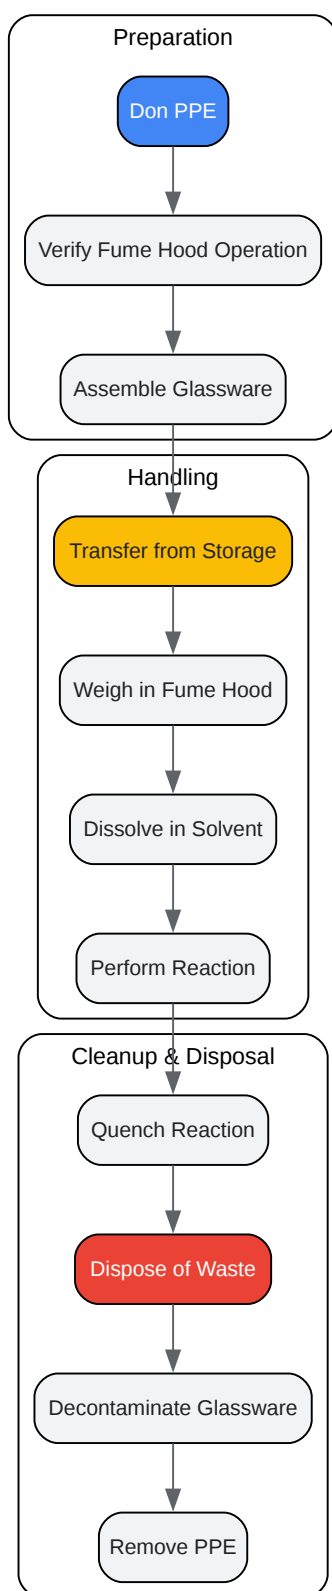 Preparation
Don PPE
Verify Fume Hood Operation
Assemble Glassware
Handling
Transfer from Storage
Weigh in Fume Hood
Dissolve in Solvent
Perform Reaction
Cleanup & Disposal
Quench Reaction
Dispose of Waste
Decontaminate Glassware
Remove PPE